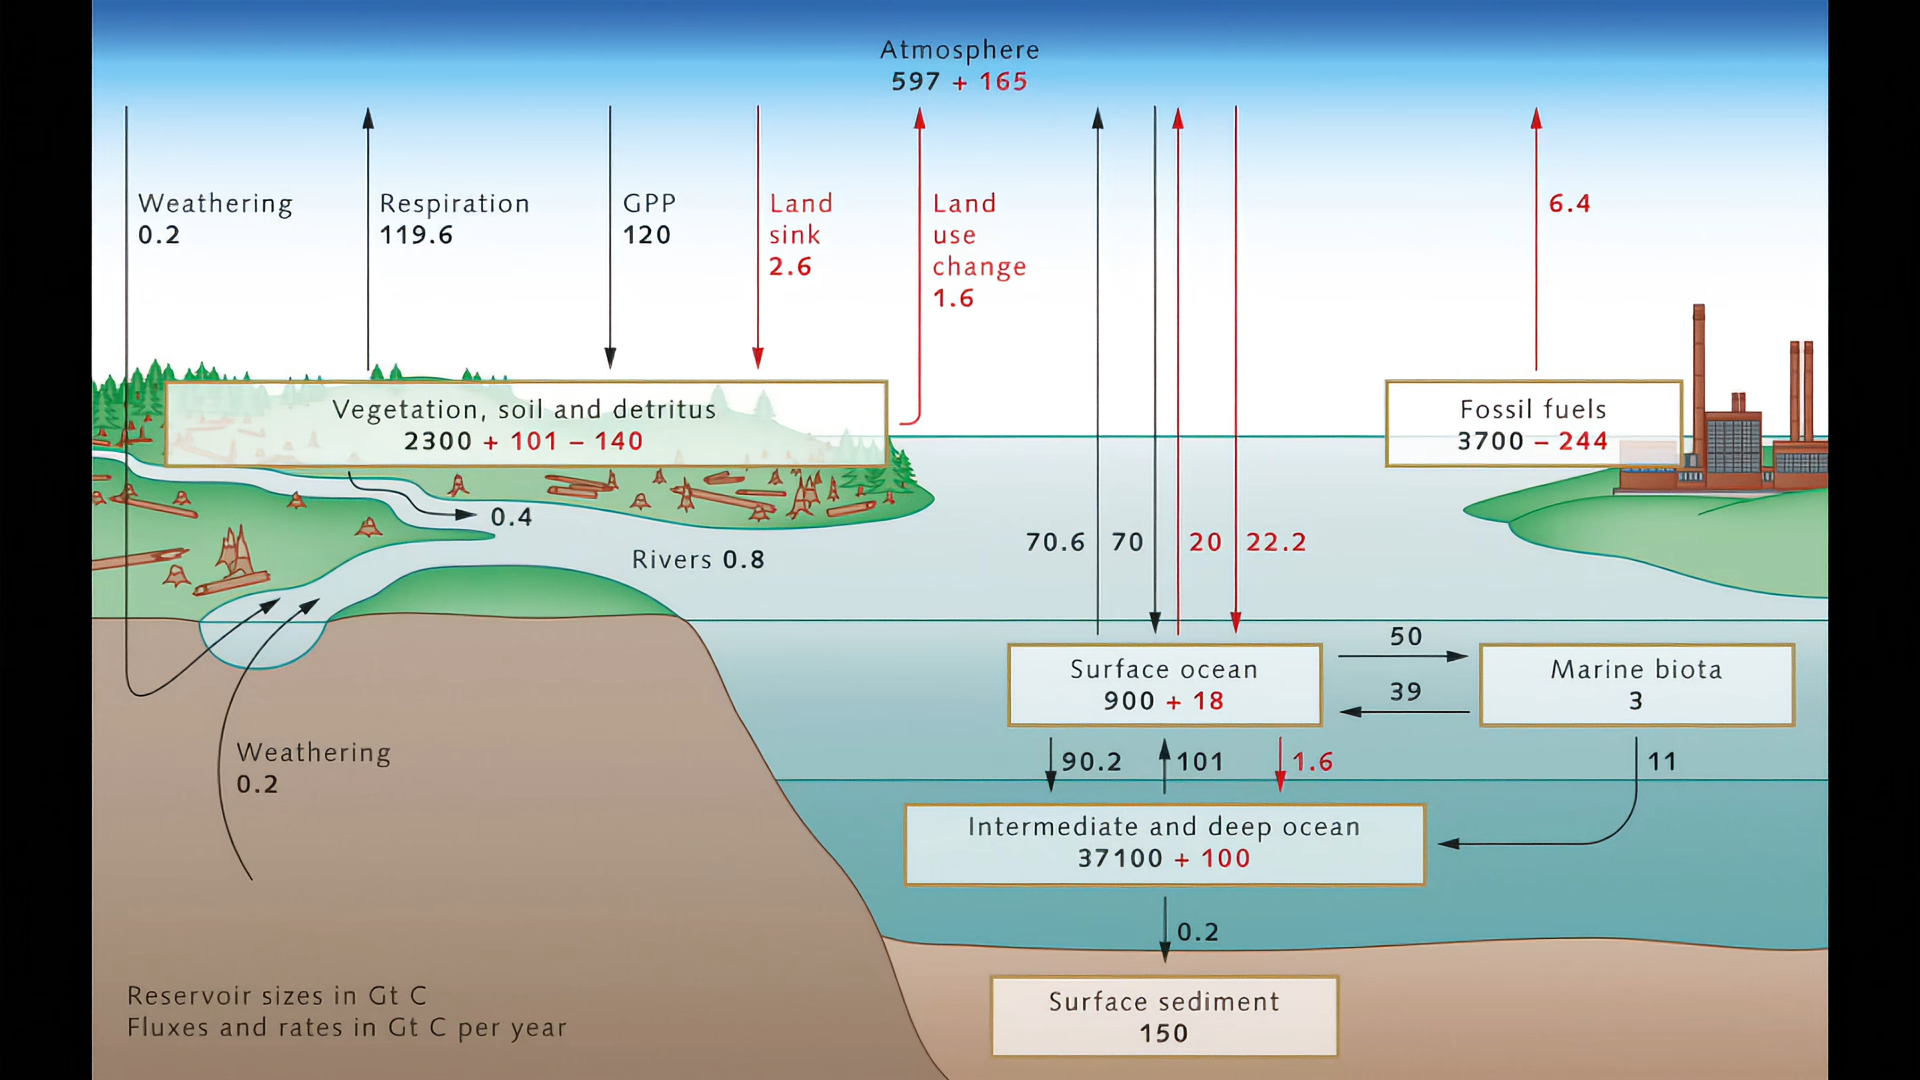 Atmosphere
597 + 165
Weathering
0.2
Respiration
119.6
GPP
120
Land
sink
2.6
Land
use
change
1.6
6.4
Vegetation, soil and detritus
2300 + 101 – 140
Fossil fuels
3700 – 244
0.4
Rivers 0.8
70.6
70
20
22.2
Surface ocean
900 + 18
50
39
Marine biota
3
Weathering
0.2
90.2
101
1.6
11
Intermediate and deep ocean
37100 + 100
0.2
Surface sediment
150
Reservoir sizes in Gt C
Fluxes and rates in Gt C per year